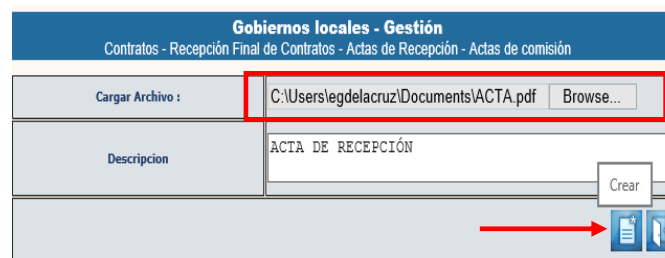 Gobiernos locales - Gestión
Contratos - Recepción Final de Contratos - Actas de Recepción - Actas de comisión
Cargar Archivo :
C:\Users\egdelacruz\Documents\ACTA.pdf Browse...
Descripcion
ACTA DE RECEPCIÓN
Crear